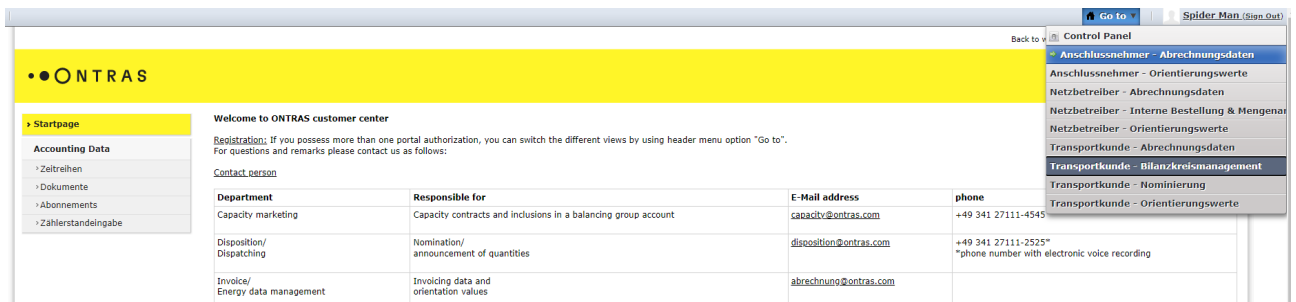 Go to
Spider Man (Sign Out)
Back to
Control Panel
Anschlussnehmer - Abrechnungsdaten
Anschlussnehmer - Orientierungswerte
Netzbetreiber - Abrechnungsdaten
Netzbetreiber - Interne Bestellung & Mengenan
Netzbetreiber - Orientierungswerte
Transportkunde - Abrechnungsdaten
Transportkunde - Bilanzkreismanagement
Transportkunde - Nominierung
Transportkunde - Orientierungswerte
ONTRAS
Startpage
Accounting Data
Zeitreihen
Dokumente
Abonnements
Zählerstandeingabe
Welcome to ONTRAS customer center
Registration: If you possess more than one portal authorization, you can switch the different views by using header menu option "Go to".
For questions and remarks please contact us as follows:
Contact person
Department Responsible for E-Mail address phone
Capacity marketing Capacity contracts and inclusions in a balancing group account capacity@ontras.com +49 341 27111-4545
Disposition/ Nomination/ disposition@ontras.com +49 341 27111-2525*
Dispatching announcement of quantities *phone number with electronic voice recording
Invoice/ Invoicing data and abrechnung@ontras.com
Energy data management orientation values